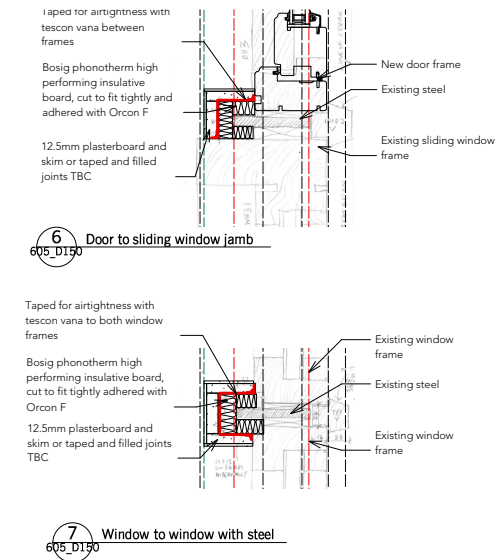 Taped for airtightness with
tescon vana between
frames
Bosig phonotherm high
performing insulative
board, cut to fit tightly and
adhered with Orcon F
12.5mm plasterboard and
skim or taped and filled
joints TBC
New door frame
Existing steel
Existing sliding window
frame
6
605_D150
Door to sliding window jamb
Taped for airtightness with
tescon vana to both window
frames
Bosig phonotherm high
performing insulative board,
cut to fit tightly adhered with
Orcon F
12.5mm plasterboard and
skim or taped and filled joints
TBC
Existing window
frame
Existing steel
Existing window
frame
7
605_D150
Window to window with steel